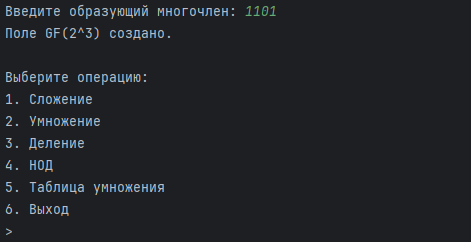 Введите образующий многочлен: 1101
Поле GF(2^3) создано.
Выберите операцию:
1. Сложение
2. Умножение
3. Деление
4. НОД
5. Таблица умножения
6. Выход
>